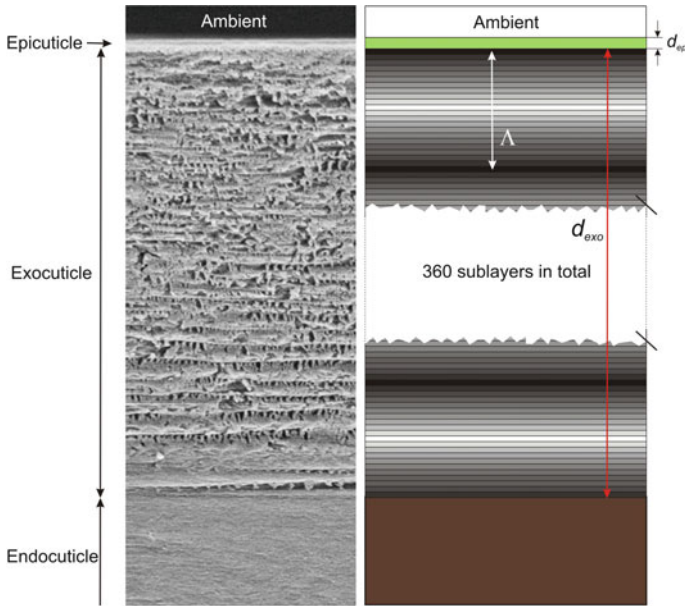 Ambient
Ambient
Epicuticle
Λ
d exo
360 sublayers in total
Exocuticle
Endocuticle